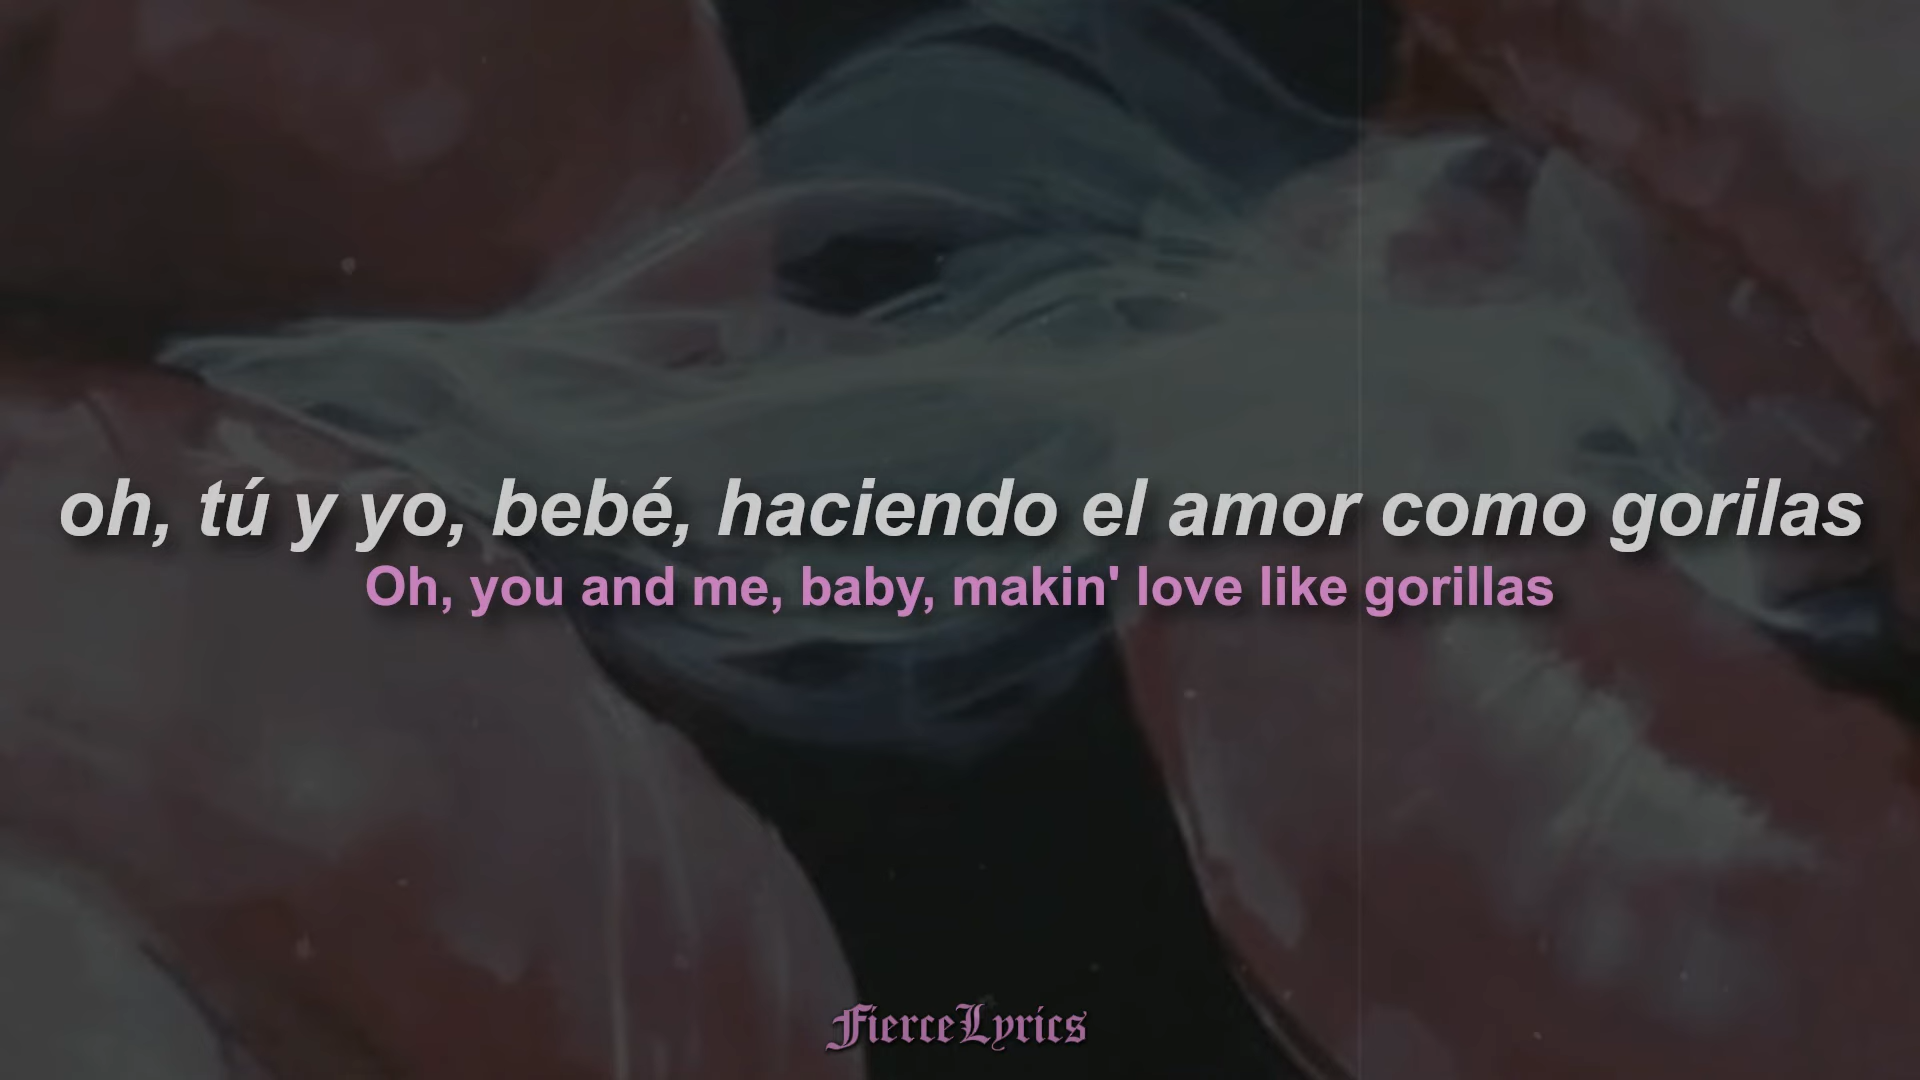 oh, tú y yo, bebé, haciendo el amor como gorilas
Oh, you and me, baby, makin' love like gorillas
FierceLyrics